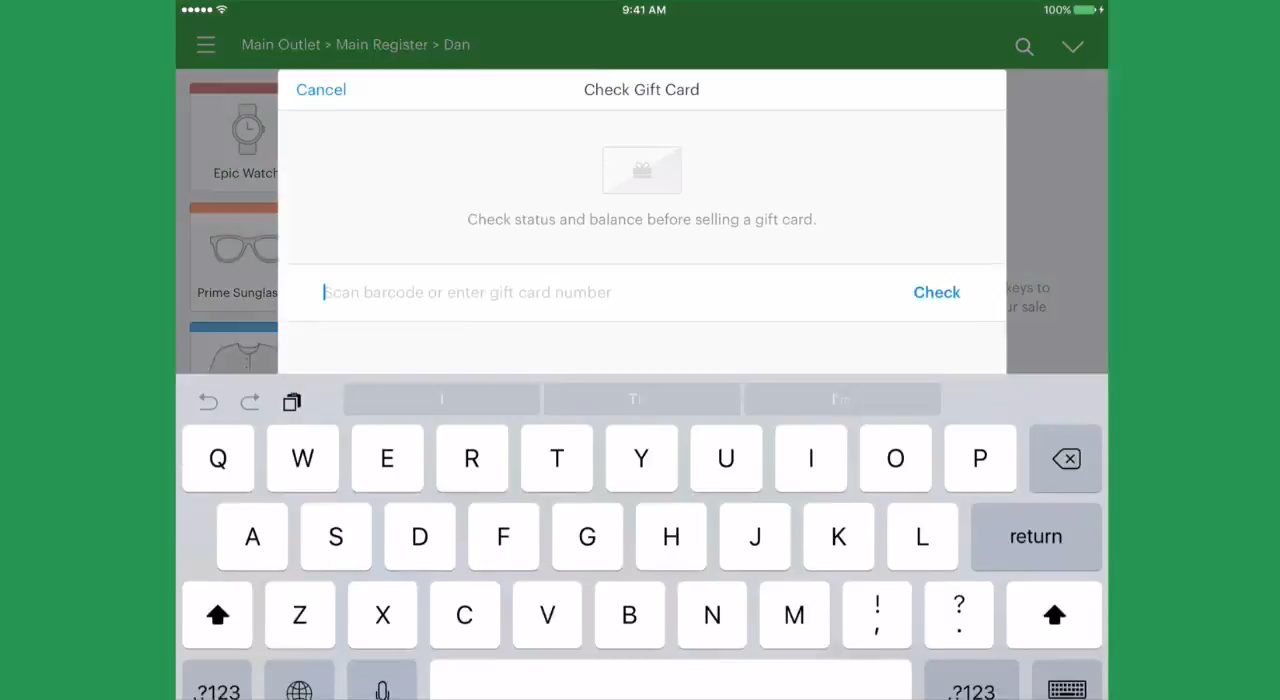 9:41 AM
100%
Main Outlet > Main Register > Dan
Cancel
Check Gift Card
Epic Watch
Check status and balance before selling a gift card.
Prime Sunglas
Scan barcode or enter gift card number
Check
keys to
ur sale
I
I'm
Q W E R T Y U I O P
A S D F G H J K L
return
Z X C V B N M ! ?
, .
.?123
.?123